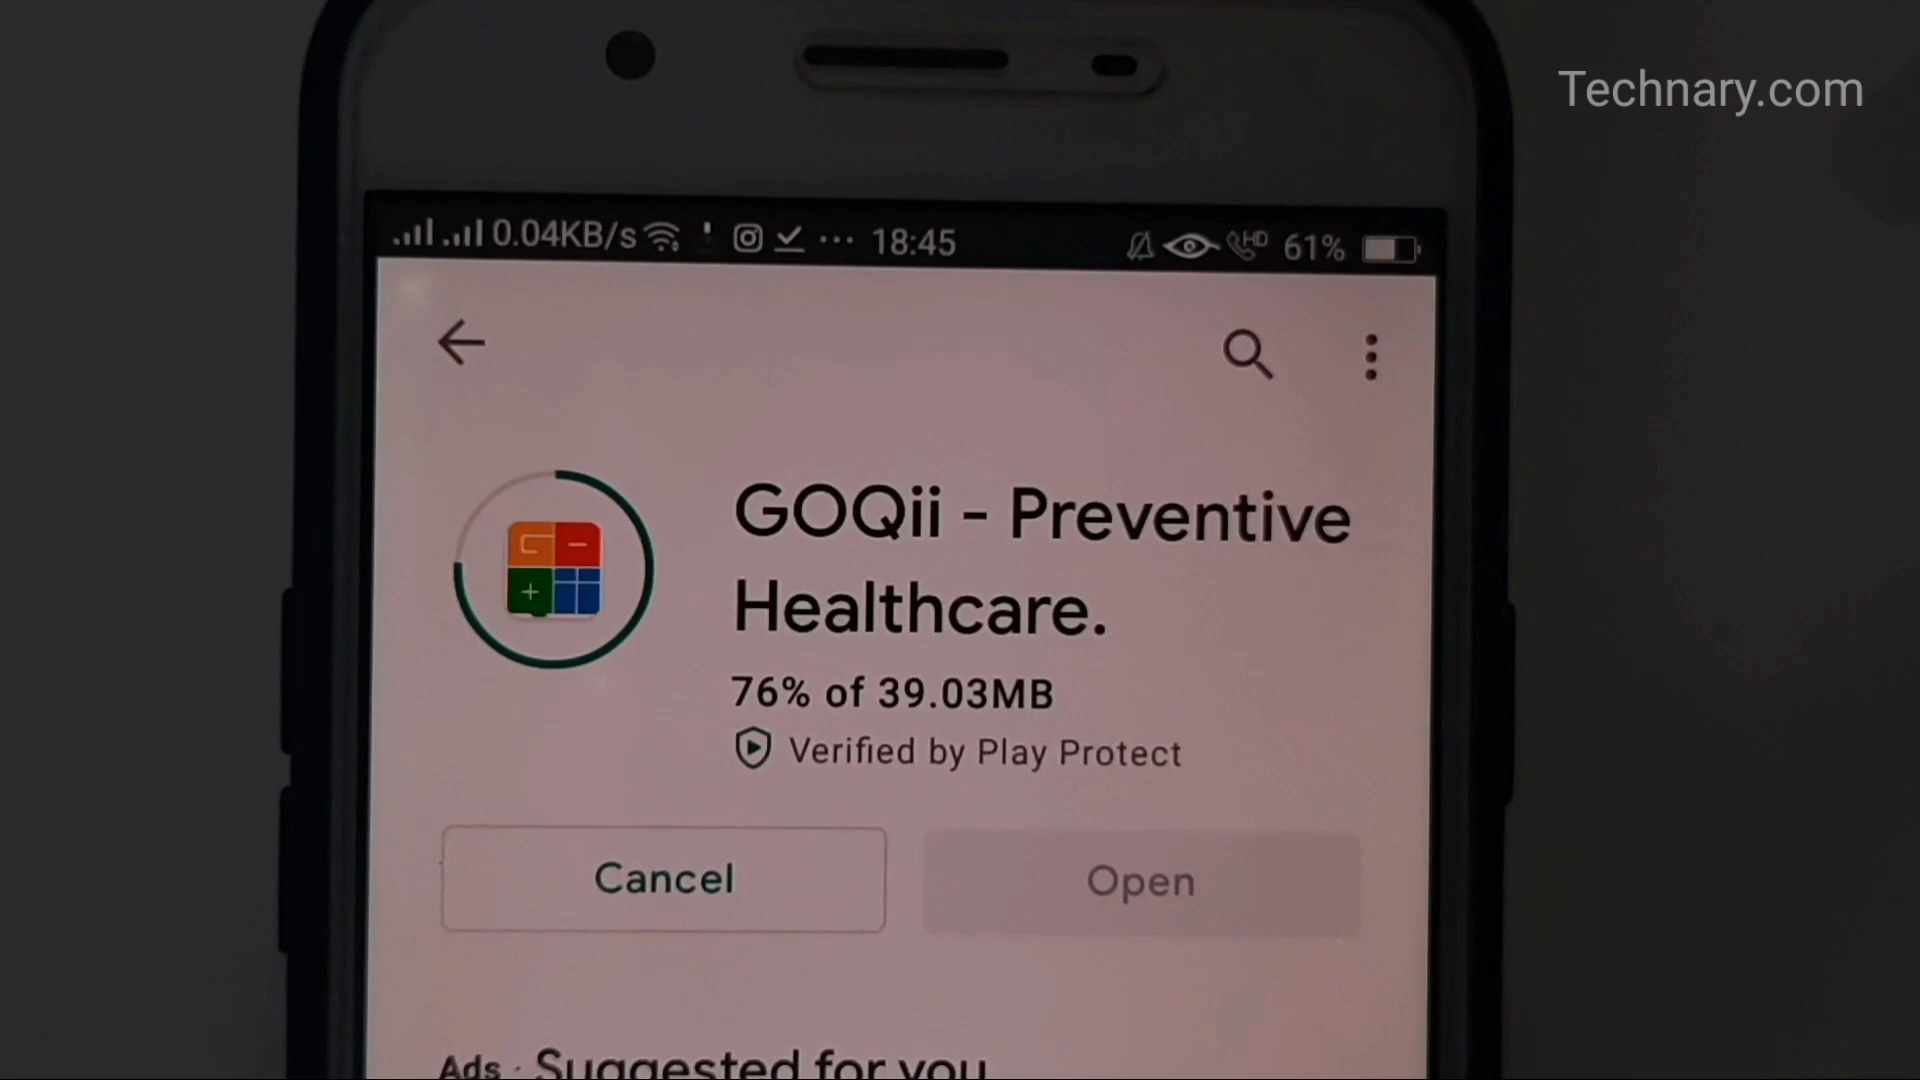 Technary.com
0.04KB/s 18:45 HD 61%
GOQii - Preventive
Healthcare.
76% of 39.03MB
Verified by Play Protect
Cancel Open
Ads · Suggested for you